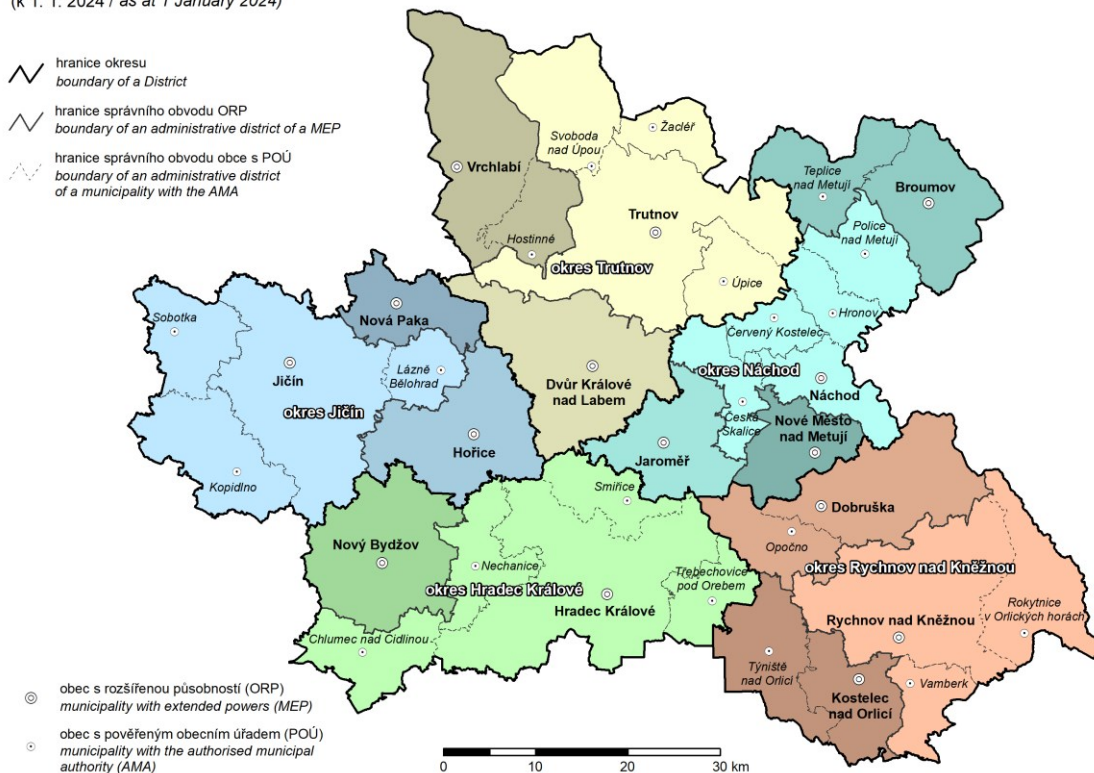 (k 1. 1. 2024 / as at 1 January 2024)
hranice okresu
boundary of a District
hranice správního obvodu ORP
boundary of an administrative district of a MEP
hranice správního obvodu obce s POÚ
boundary of an administrative district
of a municipality with the AMA
Vrchlabí
Svoboda
nad Úpou
Žacléř
Trutnov
Hostinné
okres Trutnov
Úpice
Teplice
nad Metují
Broumov
Police
nad Metují
Hronov
Červený Kostelec
okres Náchod
Náchod
Česká
Skalice
Nové Město
nad Metují
Jaroměř
Dvůr Králové
nad Labem
Nová Paka
Sobotka
Jičín
Lázně
Bělohrad
okres Jičín
Hořice
Kopidlno
Smiřice
Nový Bydžov
Nechanice
okres Hradec Králové
Hradec Králové
Třebechovice
pod Orebem
Chlumec nad Cidlinou
Dobruška
Opočno
okres Rychnov nad Kněžnou
Rychnov nad Kněžnou
Rokytnice
v Orlických horách
Týniště
nad Orlicí
Kostelec
nad Orlicí
Vamberk
obec s rozšířenou působností (ORP)
municipality with extended powers (MEP)
obec s pověřeným obecním úřadem (POÚ)
municipality with the authorised municipal
authority (AMA)
0 10 20 30 km